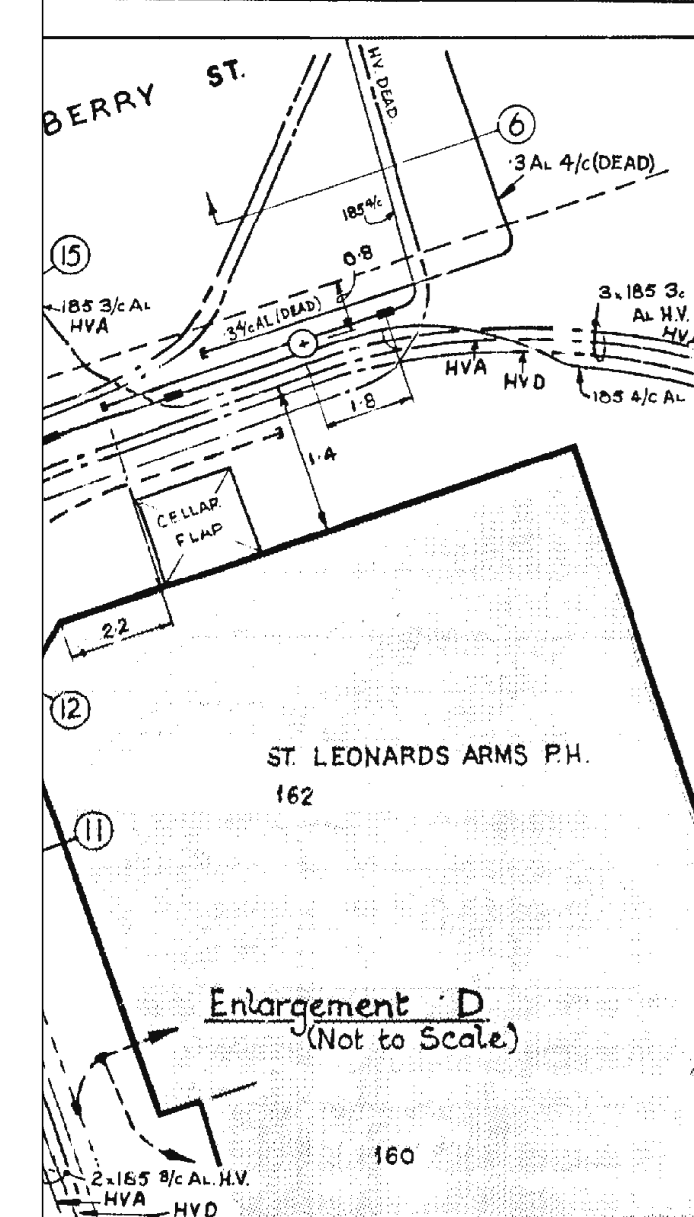 BERRY ST.
HV. DEAD
6
·3 AL 4/C (DEAD)
185 4/c
0·8
15
185 3/C AL
HVA
·3 4/c AL (DEAD)
3 x 185 3c
AL H.V.
HVA
HVA
HVD
185 4/C AL
1·8
1·4
CELLAR
FLAP
2·2
12
ST. LEONARDS ARMS P.H.
162
11
Enlargement · D
(Not to Scale)
160
2x185 3/c AL. H.V.
HVA
HVD